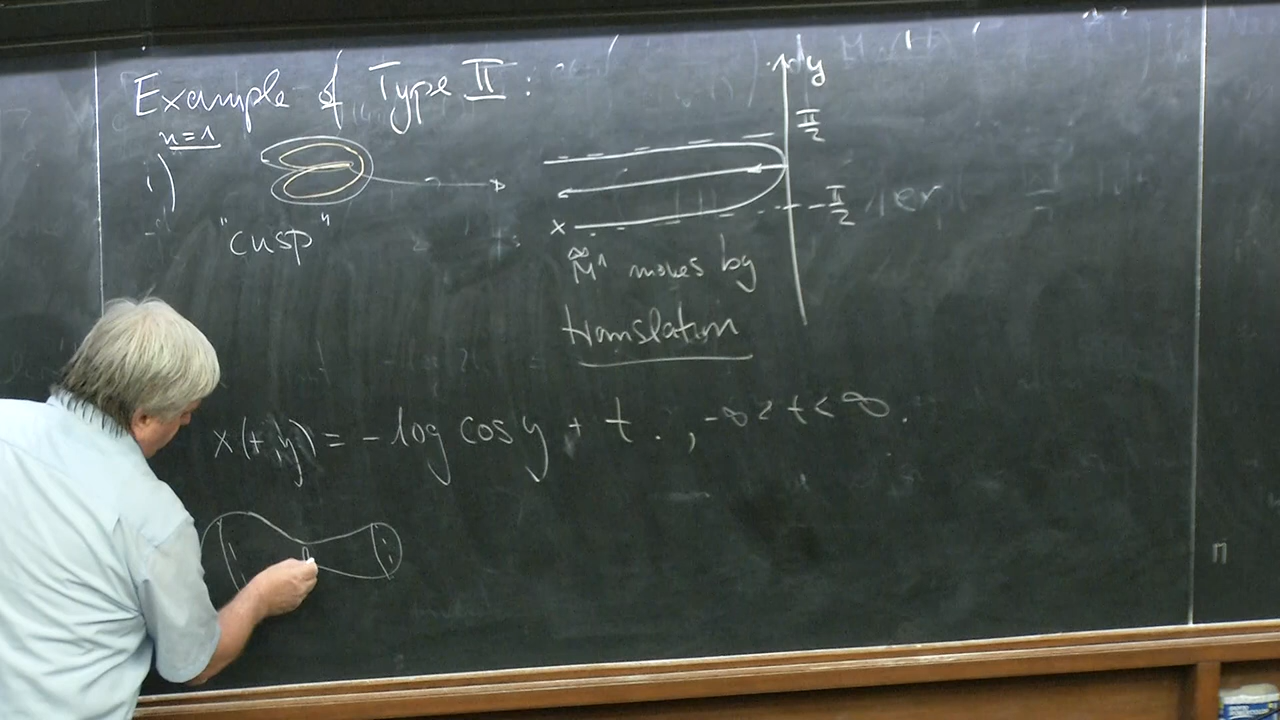 Example of Type II :
n=1
i)
"cusp"
y
π/2
-π/2
x
M̃¹ moves by
translation
x(t,y) = -log cos y + t. , -∞ < t < ∞.